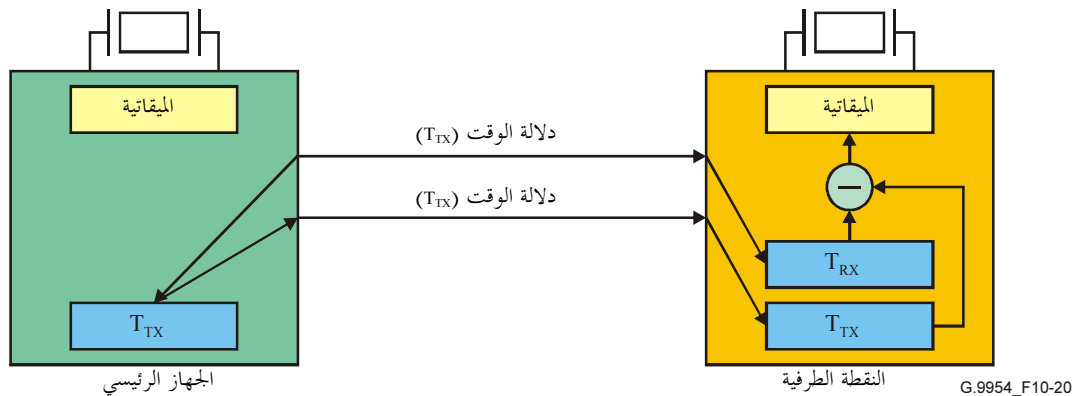 الميقاتية
الميقاتية
دلالة الوقت (TTX)
دلالة الوقت (TTX)
TRX
TTX
TTX
الجهاز الرئيسي
النقطة الطرفية
G.9954_F10-20